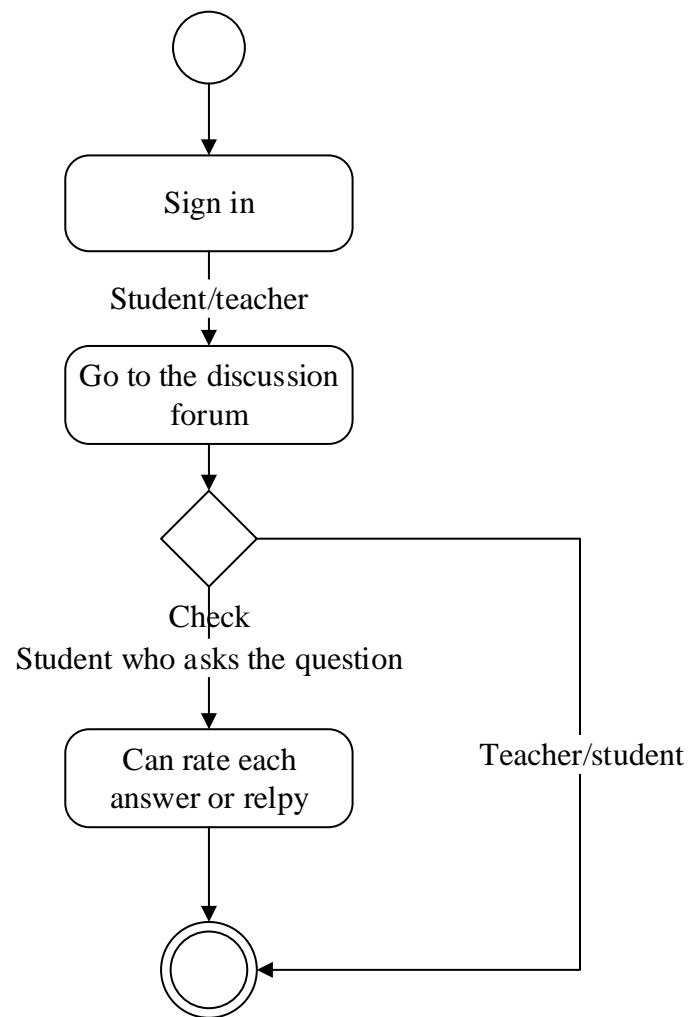 Sign in
Student/teacher
Go to the discussion
forum
Check
Student who asks the question
Teacher/student
Can rate each
answer or relpy